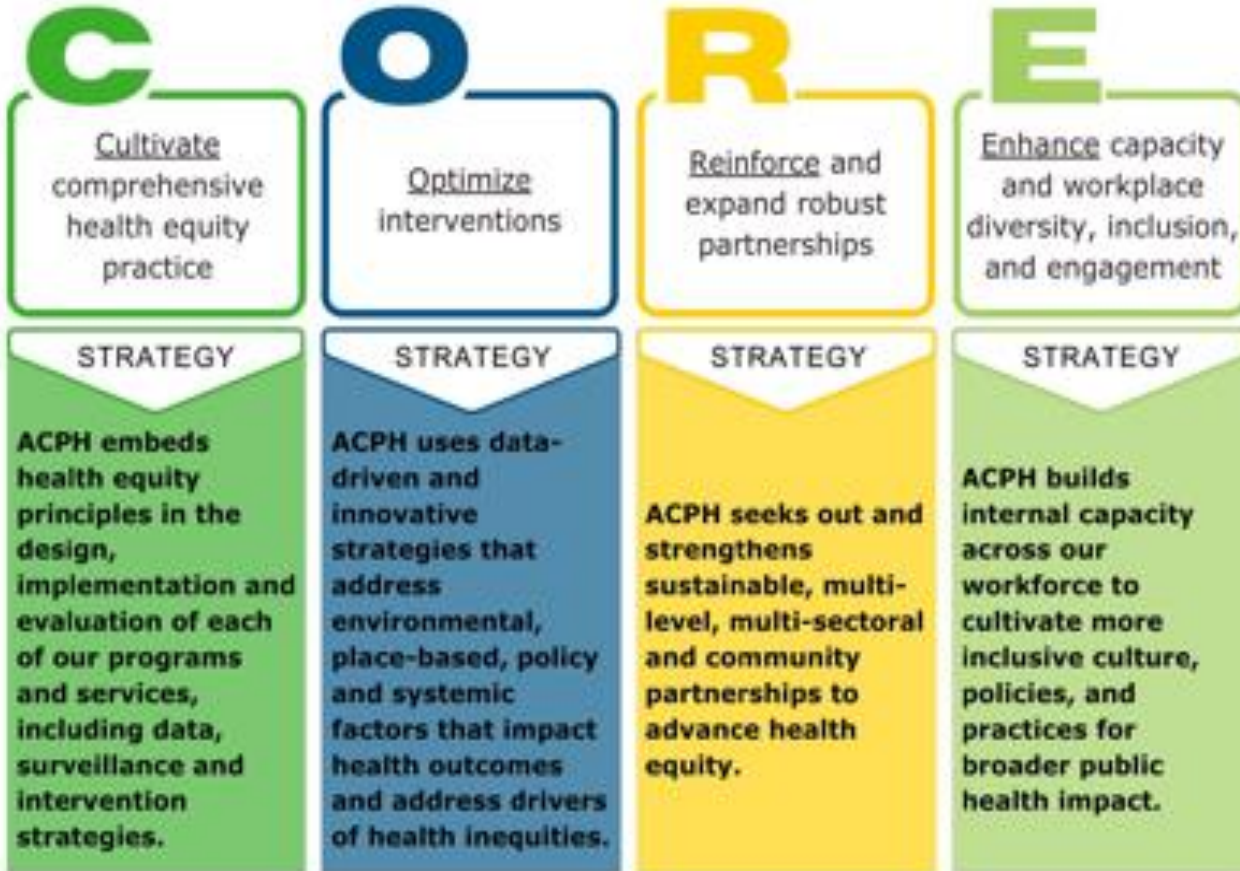 C
Cultivate
comprehensive
health equity
practice
STRATEGY
ACPH embeds
health equity
principles in the
design,
implementation and
evaluation of each
of our programs
and services,
including data,
surveillance and
intervention
strategies.
O
Optimize
interventions
STRATEGY
ACPH uses data-
driven and
innovative
strategies that
address
environmental,
place-based, policy
and systemic
factors that impact
health outcomes
and address drivers
of health inequities.
R
Reinforce and
expand robust
partnerships
STRATEGY
ACPH seeks out and
strengthens
sustainable, multi-
level, multi-sectoral
and community
partnerships to
advance health
equity.
E
Enhance capacity
and workplace
diversity, inclusion,
and engagement
STRATEGY
ACPH builds
internal capacity
across our
workforce to
cultivate more
inclusive culture,
policies, and
practices for
broader public
health impact.